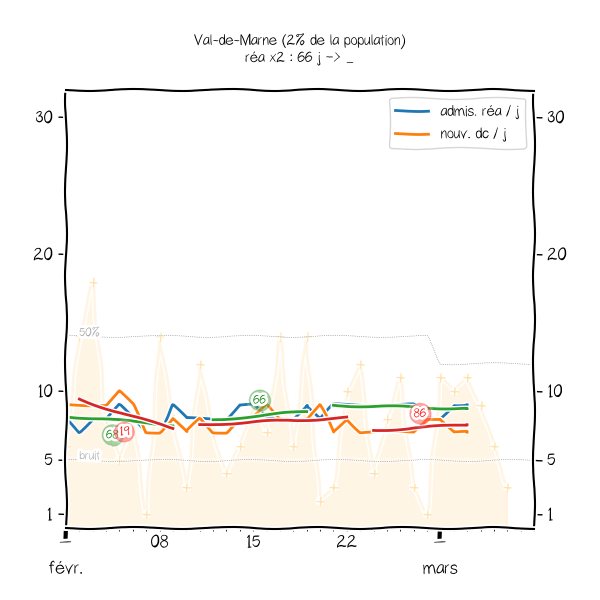 Val-de-Marne (2% de la population)
réa x2 : 66 j -> _
admis. réa / j
nouv. dc / j
30
30
20
20
50%
10
10
66
86
68
19
bruit
5
5
1
1
08
15
22
févr.
mars